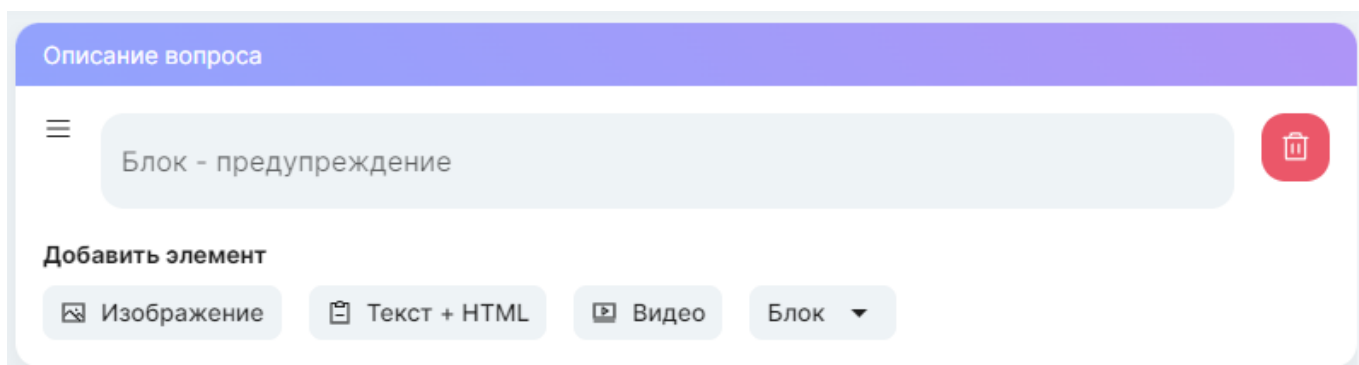 Описание вопроса
Блок - предупреждение
Добавить элемент
Изображение Текст + HTML Видео Блок